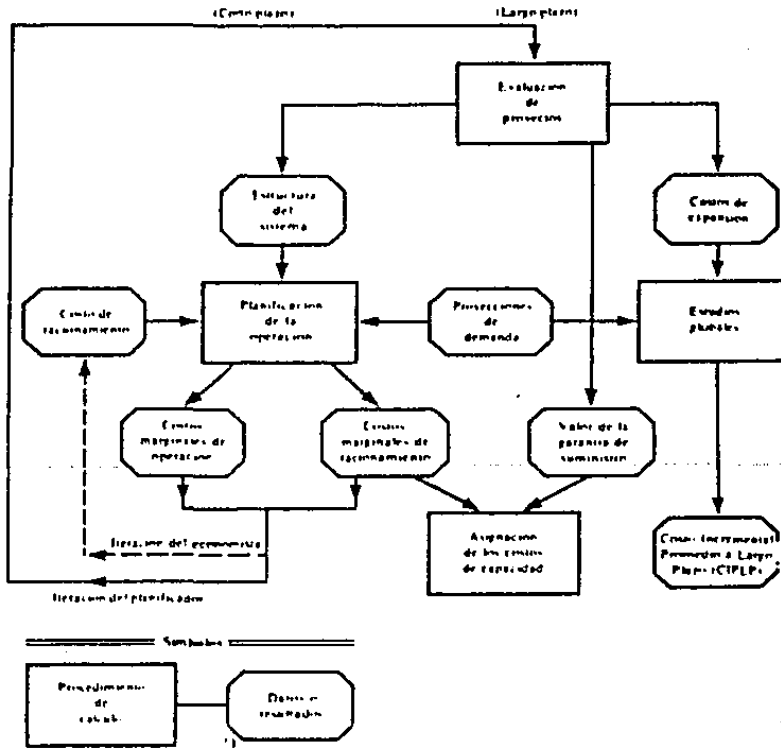 (Corto plazo)
(Largo plazo)
Evaluación
de
proyectos
Estructura
del
sistema
Costos de
expansión
Costo de
racionamiento
Planificación
de la
operación
Proyecciones
de
demanda
Estudios
globales
Costos
marginales de
operación
Costos
marginales de
racionamiento
Valor de la
garantía de
suministro
Iteración del economista
Asignación
de los costos
de capacidad
Costo Incremental
Promedio a Largo
Plazo (CIPLP)
Iteración del planificador
Símbolos
Procedimiento
de
cálculo
Datos o
resultados